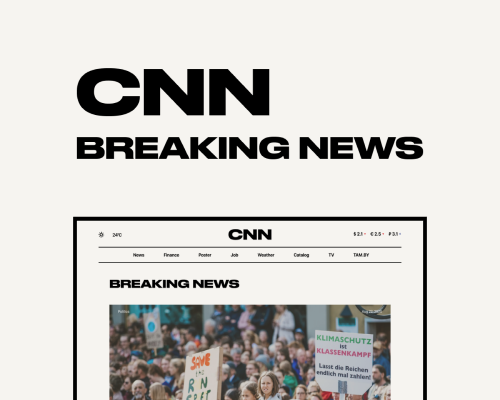 CNN
BREAKING NEWS
24°C
CNN
$ 2.1 € 2.5 ₽ 3.1
News Finance Poster Job Weather Catalog TV TAM.BY
BREAKING NEWS
Politics
KLIMASCHUTZ
ist
KLASSENKAMPF
Lasst die Reichen
endlich mal zahlen!
SAVE